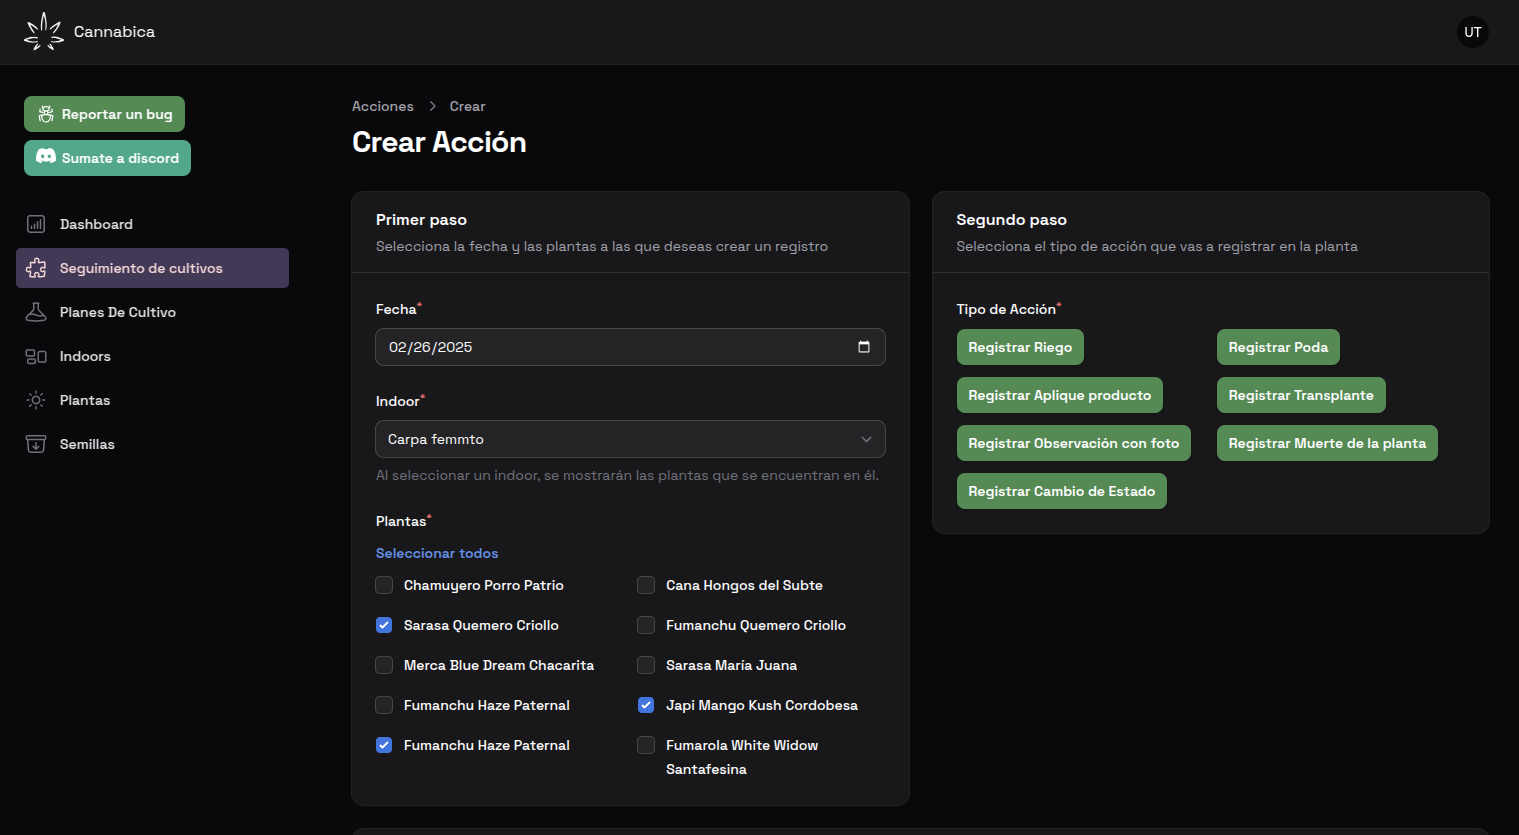 Cannabica
UT
Reportar un bug
Sumate a discord
Dashboard
Seguimiento de cultivos
Planes De Cultivo
Indoors
Plantas
Semillas
Acciones > Crear
Crear Acción
Primer paso
Selecciona la fecha y las plantas a las que deseas crear un registro
Fecha*
02/26/2025
Indoor*
Carpa femmto
Al seleccionar un indoor, se mostrarán las plantas que se encuentran en él.
Plantas*
Seleccionar todos
Chamuyero Porro Patrio
Cana Hongos del Subte
Sarasa Quemero Criollo
Fumanchu Quemero Criollo
Merca Blue Dream Chacarita
Sarasa María Juana
Fumanchu Haze Paternal
Japi Mango Kush Cordobesa
Fumanchu Haze Paternal
Fumarola White Widow
Santafesina
Segundo paso
Selecciona el tipo de acción que vas a registrar en la planta
Tipo de Acción*
Registrar Riego
Registrar Poda
Registrar Aplique producto
Registrar Transplante
Registrar Observación con foto
Registrar Muerte de la planta
Registrar Cambio de Estado